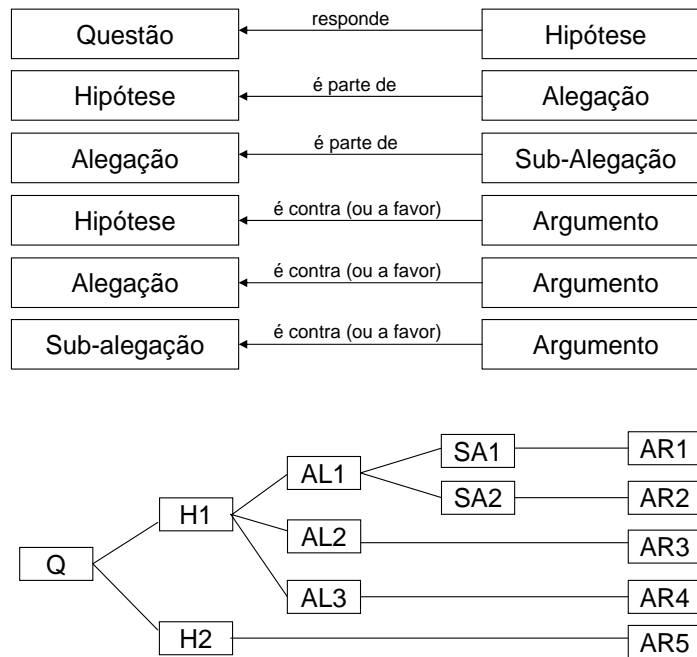 Questão responde Hipótese
Hipótese é parte de Alegação
Alegação é parte de Sub-Alegação
Hipótese é contra (ou a favor) Argumento
Alegação é contra (ou a favor) Argumento
Sub-alegação é contra (ou a favor) Argumento
SA1 AR1
AL1
SA2 AR2
H1
AL2 AR3
Q
AL3 AR4
H2 AR5